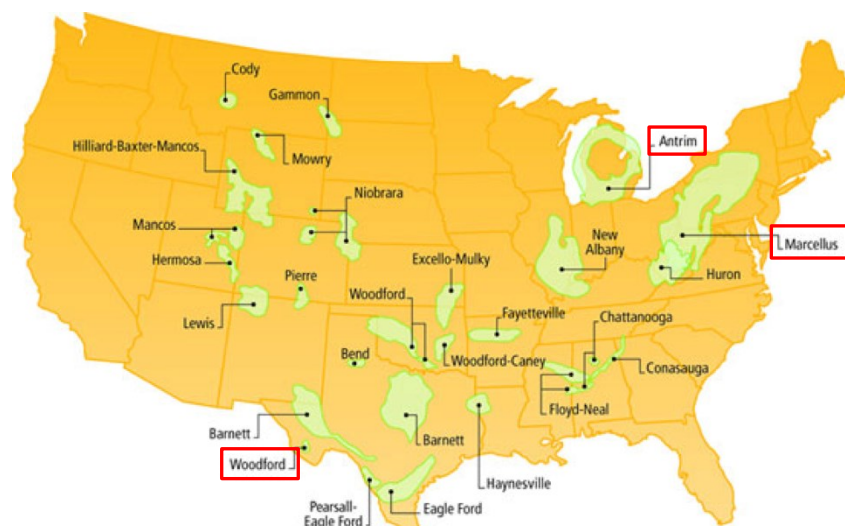 Cody
Gammon
Antrim
Hilliard-Baxter-Mancos
Mowry
Niobrara
Mancos
New
Albany
Marcellus
Hermosa
Excello-Mulky
Huron
Pierre
Woodford
Fayetteville
Chattanooga
Lewis
Bend
Woodford-Caney
Conasauga
Floyd-Neal
Barnett
Barnett
Woodford
Haynesville
Pearsall-
Eagle Ford
Eagle Ford